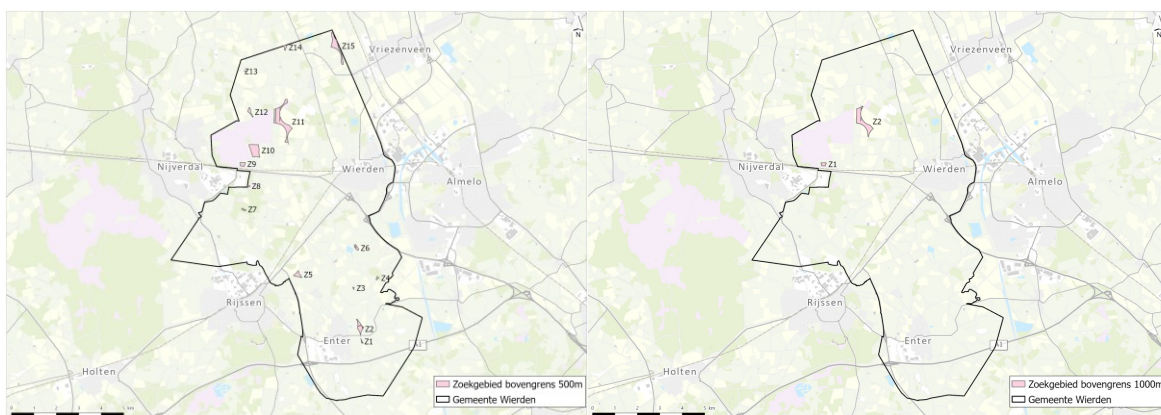 N
Z14
Z15
Vriezenveen
Z13
Z12
Z11
Z10
Z9
Nijverdal
Wierden
Z8
Almelo
Z7
Z6
Z5
Z4
Z3
Rijssen
Z2
Enter
Z1
A1
Holten
Zoekgebied bovengrens 500m
Gemeente Wierden
N
Vriezenveen
Z2
Z1
Nijverdal
Wierden
Almelo
Rijssen
Enter
Holten
Zoekgebied bovengrens 1000m
Gemeente Wierden